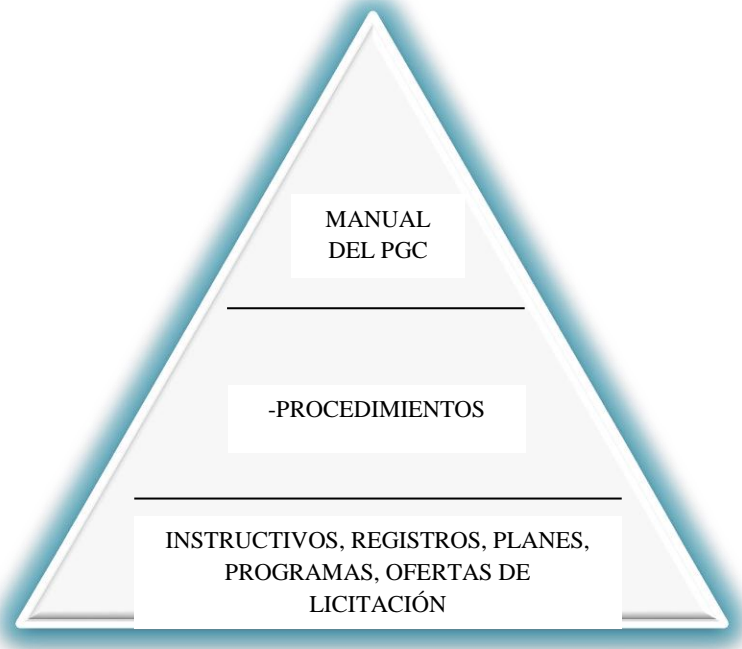 MANUAL
DEL PGC
-PROCEDIMIENTOS
INSTRUCTIVOS, REGISTROS, PLANES,
PROGRAMAS, OFERTAS DE
LICITACIÓN